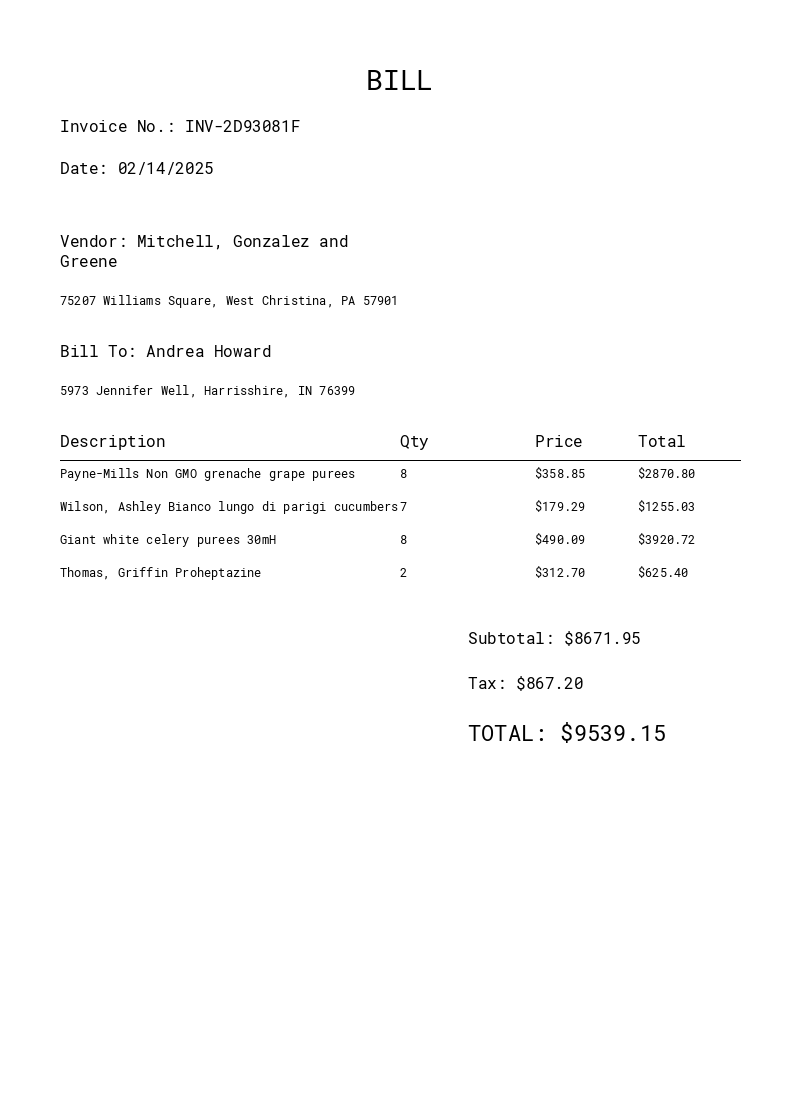 BILL
Invoice No.: INV-2D93081F
Date: 02/14/2025
Vendor: Mitchell, Gonzalez and
Greene
75207 Williams Square, West Christina, PA 57901
Bill To: Andrea Howard
5973 Jennifer Well, Harrisshire, IN 76399
Description Qty Price Total
Payne-Mills Non GMO grenache grape purees 8 $358.85 $2870.80
Wilson, Ashley Bianco lungo di parigi cucumbers 7 $179.29 $1255.03
Giant white celery purees 30mH 8 $490.09 $3920.72
Thomas, Griffin Proheptazine 2 $312.70 $625.40
Subtotal: $8671.95
Tax: $867.20
TOTAL: $9539.15